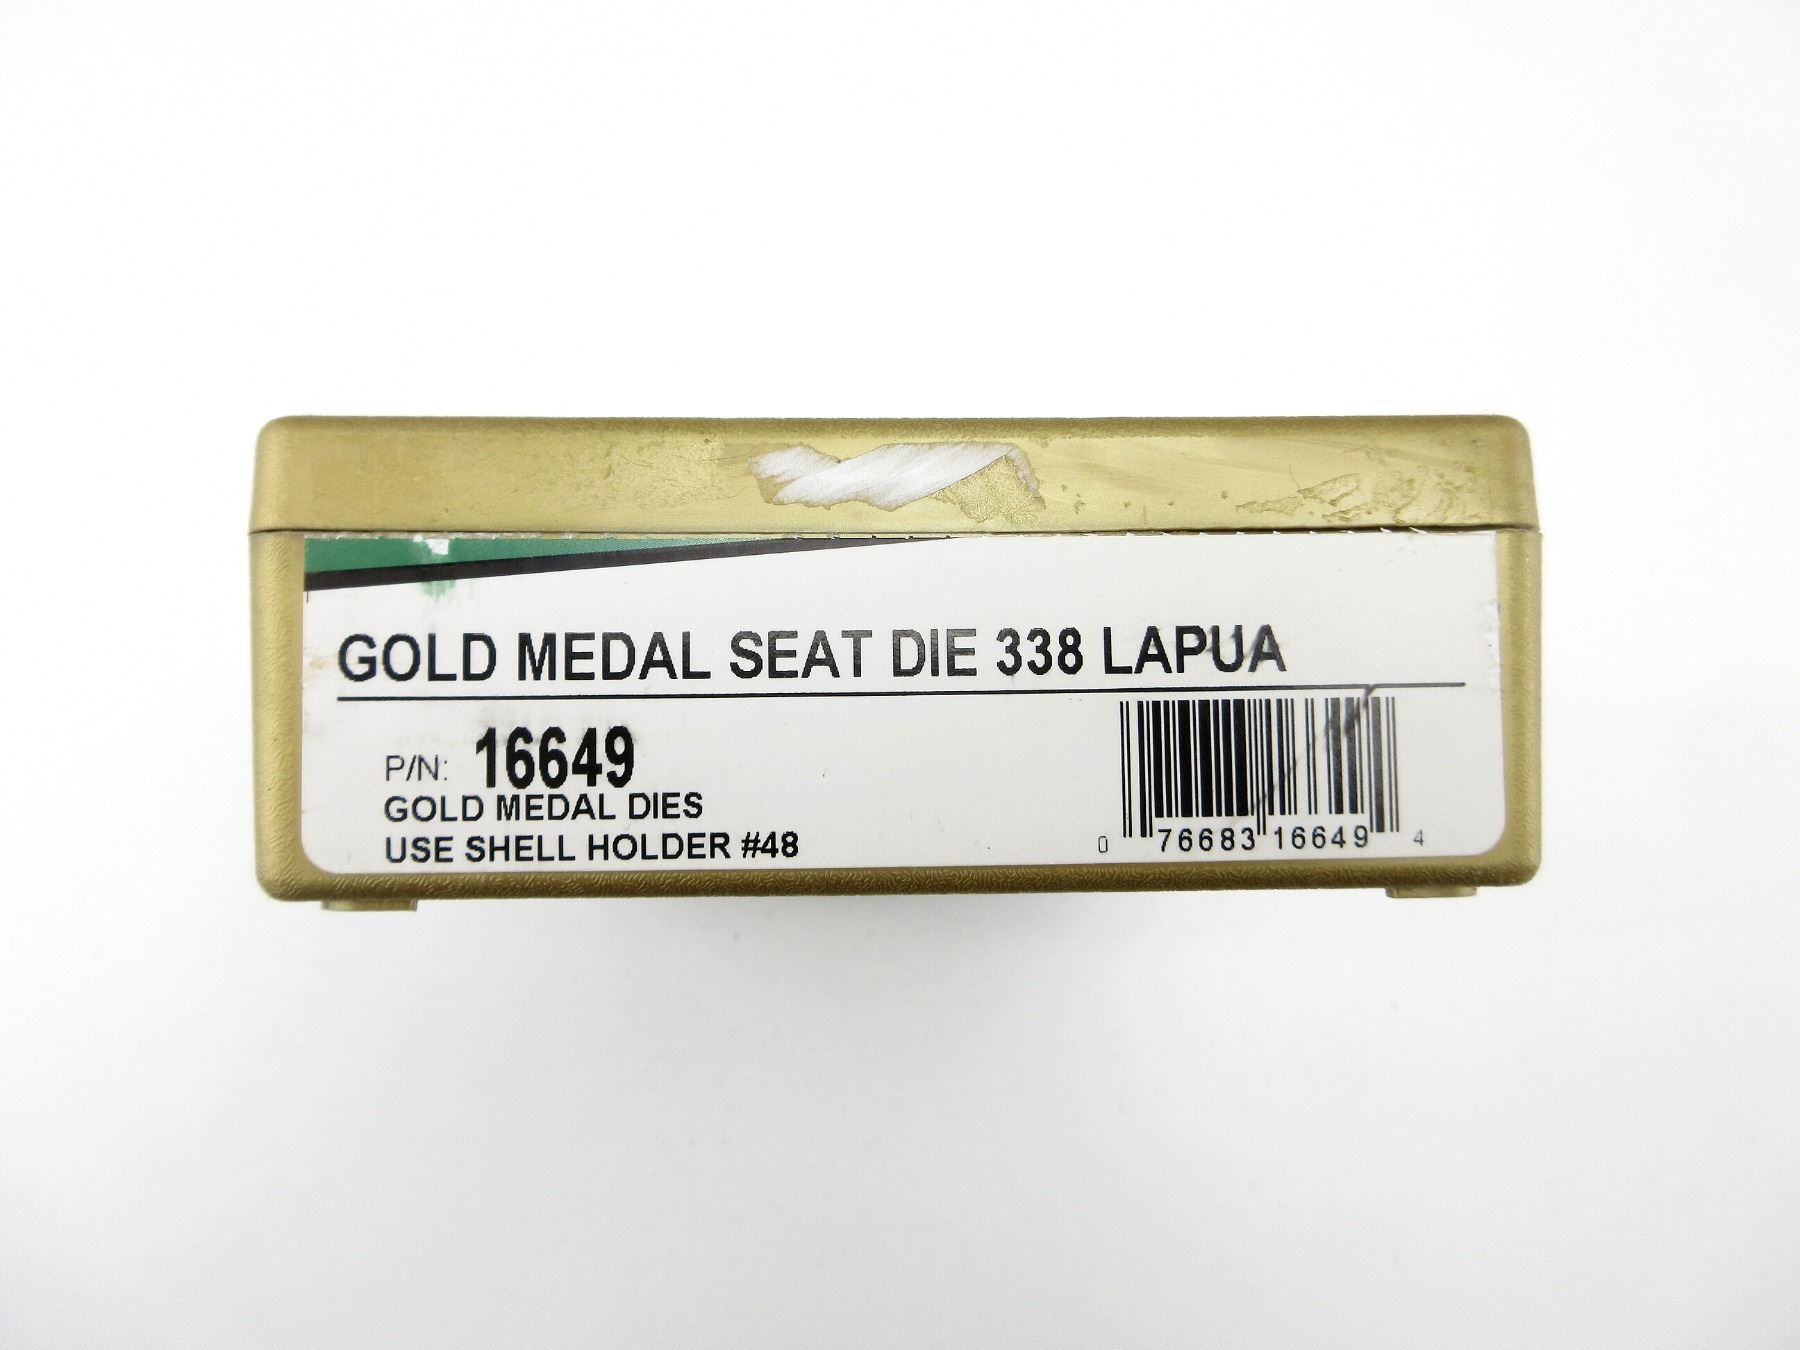 GOLD MEDAL SEAT DIE 338 LAPUA
P/N: 16649
GOLD MEDAL DIES
USE SHELL HOLDER #48
0 76683 16649 4